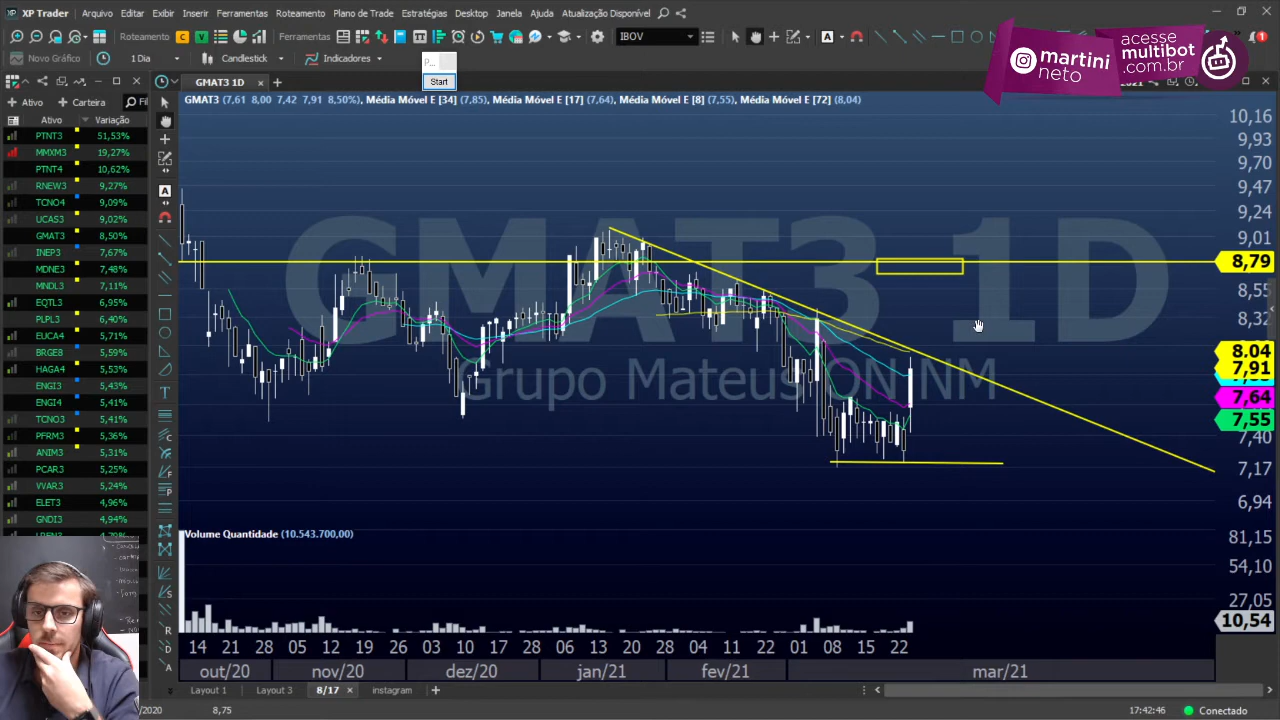 XP Trader
Arquivo Editar Exibir Inserir Ferramentas Roteamento Plano de Trade Estratégias Desktop Janela Ajuda Atualização Disponível
Roteamento C V Ferramentas IBOV A
Novo Gráfico 1 Dia Candlestick Indicadores P...
Start
martini
neto
acesse
multibot
.com.br
GMAT3 1D
Ativo Carteira Fil
GMAT3 (7,61 8,00 7,42 7,91 8,50%), Média Móvel E [34] (7,85), Média Móvel E [17] (7,64), Média Móvel E [8] (7,55), Média Móvel E [72] (8,04)
Ativo Variação
PTNT3 51,53%
MMXM3 19,27%
PTNT4 10,62%
RNEW3 9,27%
TCNO4 9,09%
UCAS3 9,02%
GMAT3 8,50%
INEP3 7,67%
MDNE3 7,48%
MNDL3 7,11%
EQTL3 6,95%
PLPL3 6,40%
EUCA4 5,71%
BRGE8 5,59%
HAGA4 5,53%
ENGI3 5,43%
ENGI4 5,41%
TCNO3 5,41%
PFRM3 5,36%
ANIM3 5,31%
PCAR3 5,25%
VVAR3 5,24%
ELET3 4,96%
GNDI3 4,94%
GMAT3 1D
Grupo Mateus ON NM
10,16
9,93
9,70
9,47
9,24
9,01
8,79
8,55
8,32
8,04
7,91
7,64
7,55
7,40
7,17
6,94
Volume Quantidade (10.543.700,00)
81,15
54,10
27,05
10,54
14 21 28 05 12 19 26 03 10 17 28 06 14 21 28 04 11 22 01 08 15 22
out/20 nov/20 dez/20 jan/21 fev/21 mar/21
Layout 1 Layout 3 8/17 instagram
/2020 8,75 17:42:46 Conectado